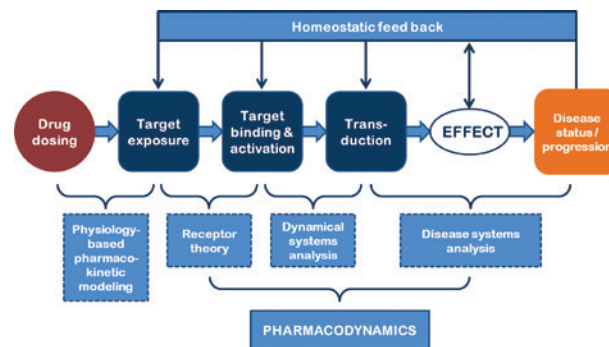 Homeostatic feed back
Drug
dosing
Target
exposure
Target
binding &
activation
Trans-
duction
EFFECT
Disease
status/
progression
Physiology-
based
pharmaco-
kinetic
modeling
Receptor
theory
Dynamical
systems
analysis
Disease systems
analysis
PHARMACODYNAMICS